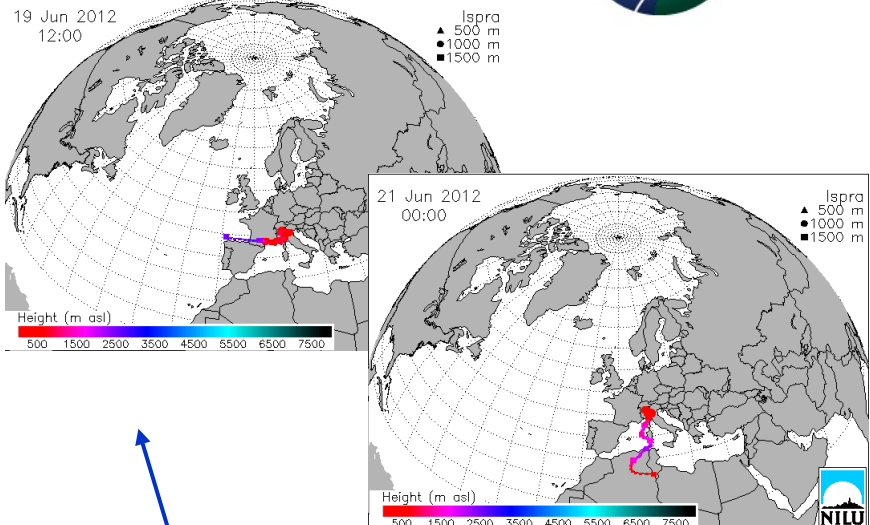 19 Jun 2012
12:00
Ispra
▲ 500 m
●1000 m
■1500 m
Height (m asl)
500 1500 2500 3500 4500 5500 6500 7500
21 Jun 2012
00:00
Ispra
▲ 500 m
● 1000 m
■ 1500 m
Height (m asl)
500 1500 2500 3500 4500 5500 6500 7500
NILU